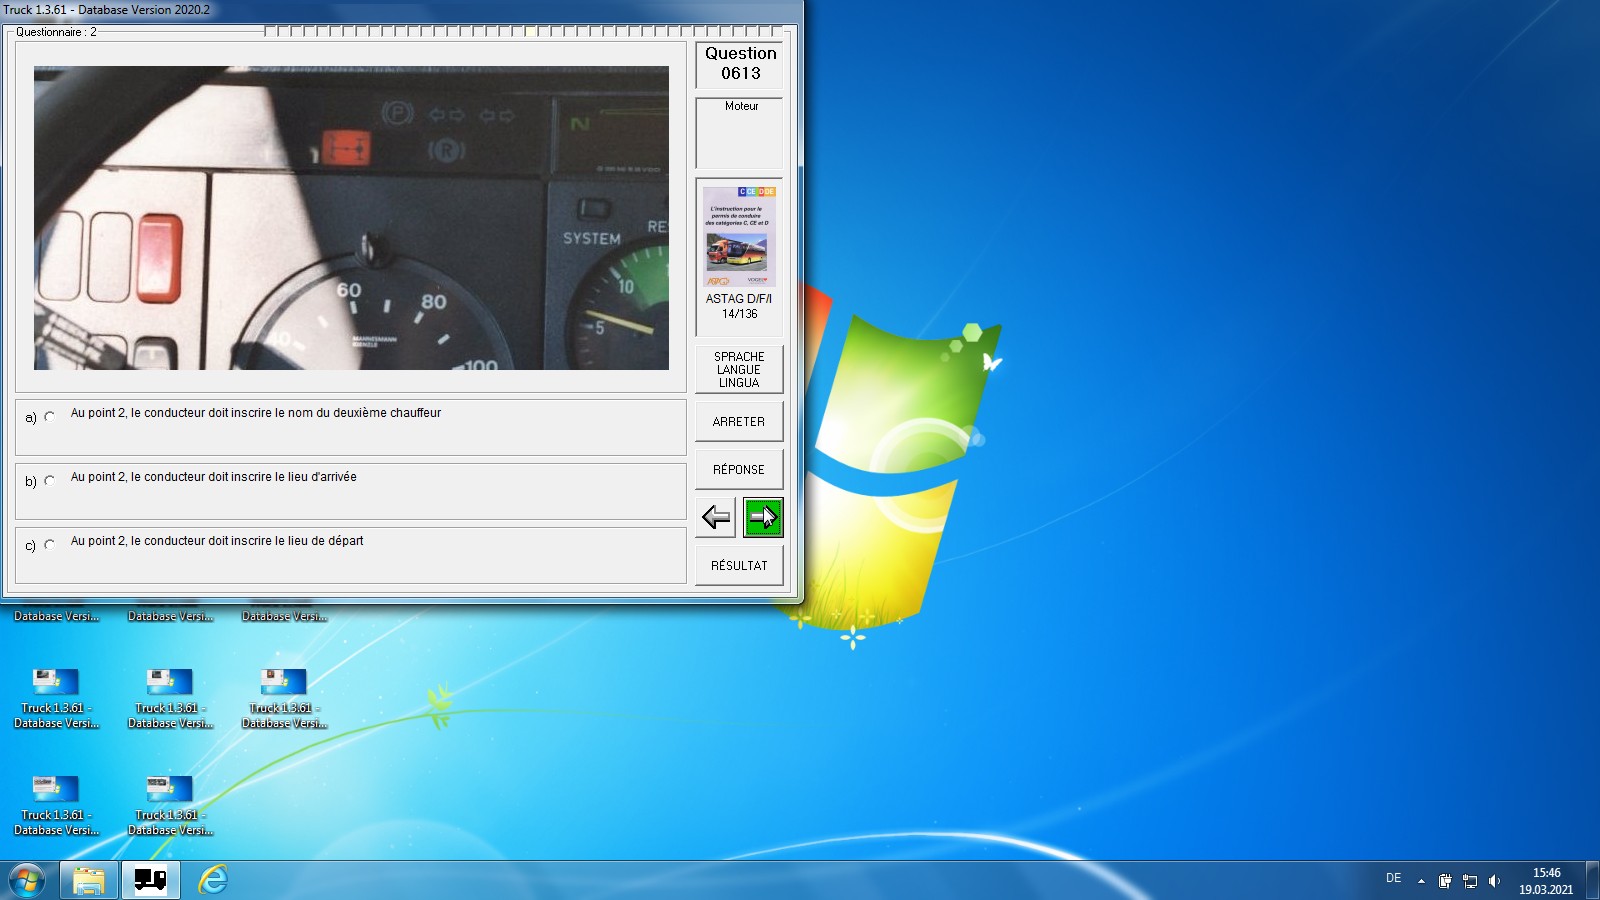 Truck 1.3.61 - Database Version 2020.2
Questionnaire : 2
P
R
N
SYSTEM
RE
10
5
60
80
40
100
MANNESMANN
KIENZLE
a)
Au point 2, le conducteur doit inscrire le nom du deuxième chauffeur
b)
Au point 2, le conducteur doit inscrire le lieu d'arrivée
c)
Au point 2, le conducteur doit inscrire le lieu de départ
Question
0613
Moteur
C CE D DE
L'instruction pour le
permis de conduire
des catégories C, CE et D
ASTAG D/F/I
14/136
SPRACHE
LANGUE
LINGUA
ARRETER
RÉPONSE
RÉSULTAT
Database Versi...
Database Versi...
Database Versi...
Truck 1.3.61 -
Database Versi...
Truck 1.3.61 -
Database Versi...
Truck 1.3.61 -
Database Versi...
Truck 1.3.61 -
Database Versi...
Truck 1.3.61 -
Database Versi...
DE
15:46
19.03.2021